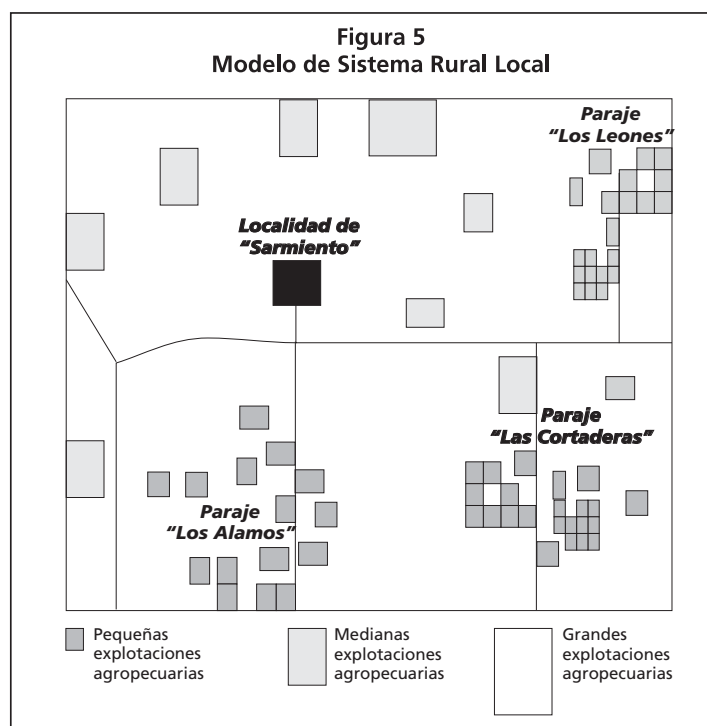 Figura 5
Modelo de Sistema Rural Local
Paraje
“Los Leones”
Localidad de
“Sarmiento”
Paraje
“Las Cortaderas”
Paraje
“Los Alamos”
Pequeñas
explotaciones
agropecuarias
Medianas
explotaciones
agropecuarias
Grandes
explotaciones
agropecuarias